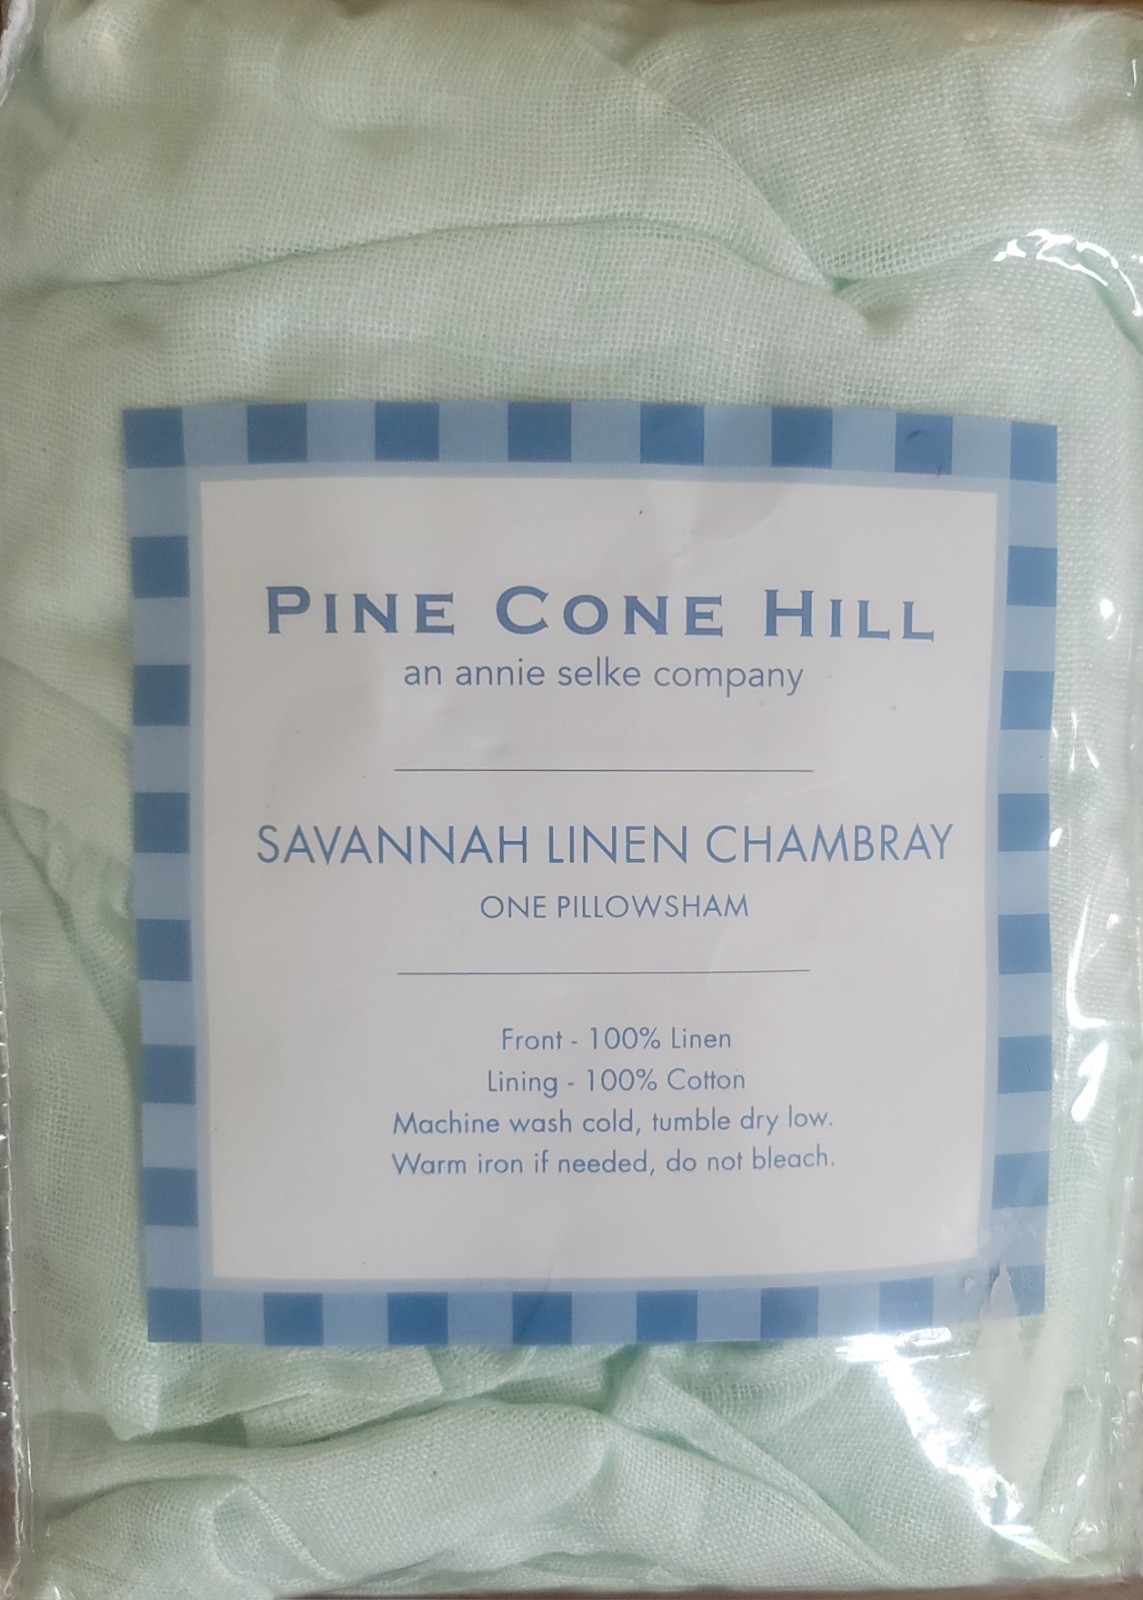 PINE CONE HILL
an annie selke company
SAVANNAH LINEN CHAMBRAY
ONE PILLOWSHAM
Front - 100% Linen
Lining - 100% Cotton
Machine wash cold, tumble dry low.
Warm iron if needed, do not bleach.